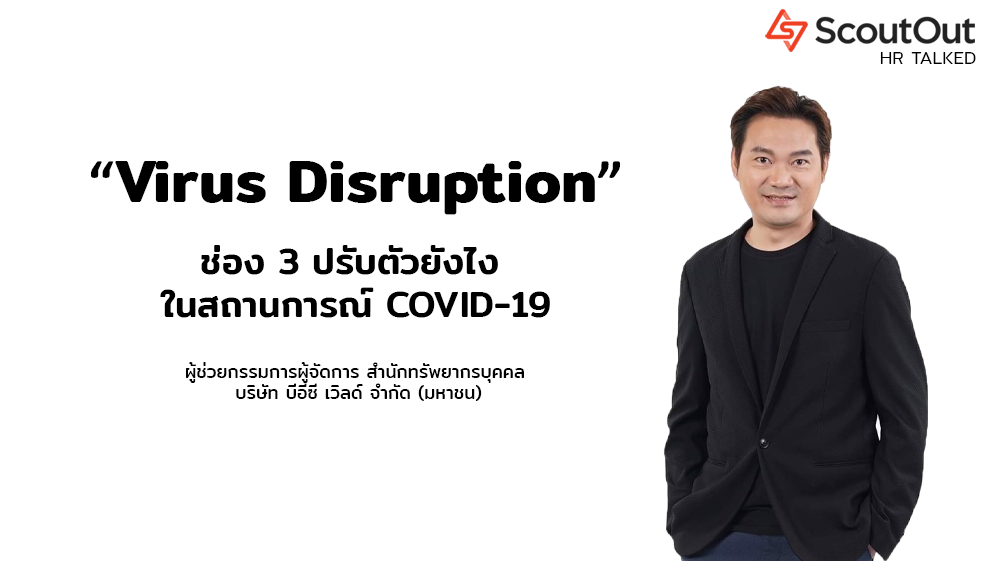 ScoutOut
HR TALKED
“Virus Disruption”
ช่อง 3 ปรับตัวยังไง
ในสถานการณ์ COVID-19
ผู้ช่วยกรรมการผู้จัดการ สำนักทรัพยากรบุคคล
บริษัท บีอีซี เวิลด์ จำกัด (มหาชน)